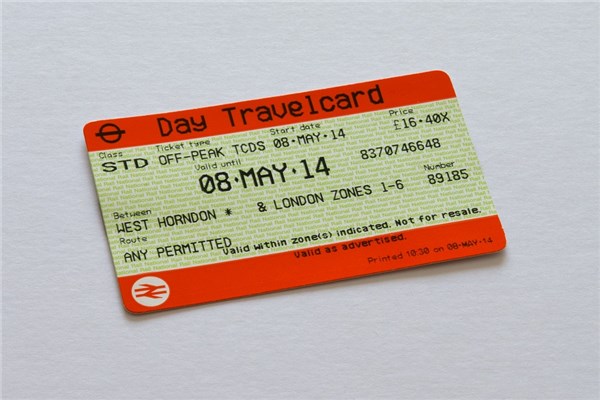 Day Travelcard
Class Ticket type Start date Price
STD OFF-PEAK TCDS 08·MAY·14 £16·40X
Valid until
08·MAY·14 8370746648
Between Number
WEST HORNDON * & LONDON ZONES 1-6 89185
Route
ANY PERMITTED Valid within zone(s) indicated. Not for resale.
Valid as advertised.
Printed 10:30 on 08-MAY-14